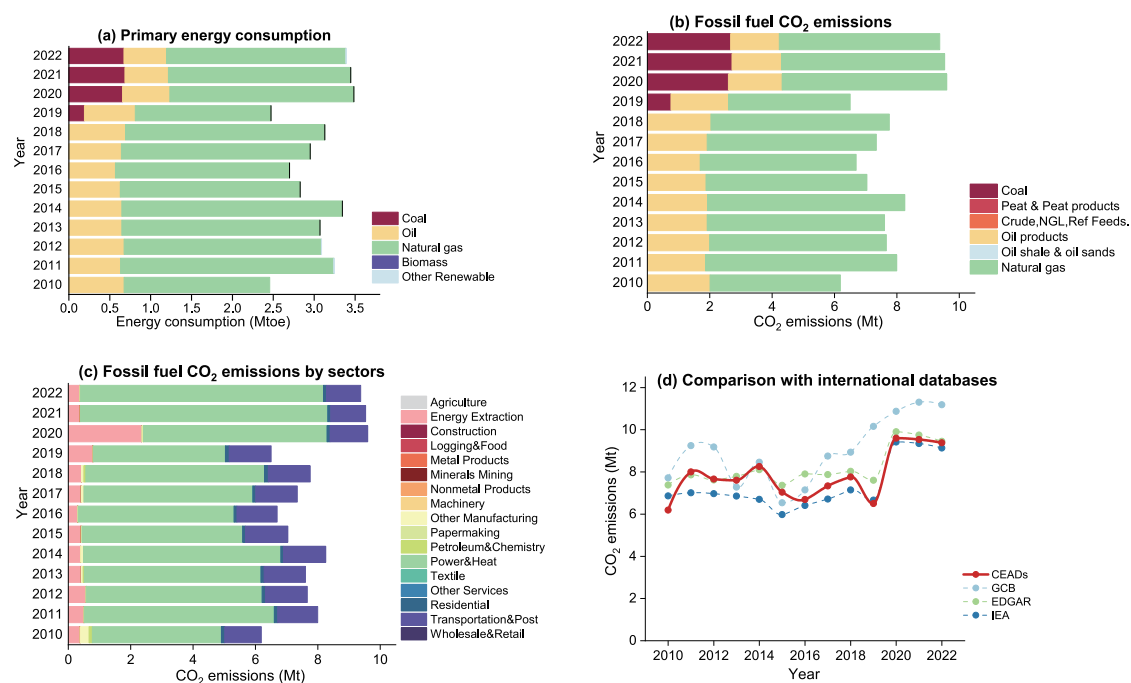 (a) Primary energy consumption
2022
2021
2020
2019
2018
2017
2016
2015
2014
2013
2012
2011
2010
Year
0.0 0.5 1.0 1.5 2.0 2.5 3.0 3.5
Energy consumption (Mtoe)
Coal
Oil
Natural gas
Biomass
Other Renewable
(b) Fossil fuel CO₂ emissions
2022
2021
2020
2019
2018
2017
2016
2015
2014
2013
2012
2011
2010
Year
0 2 4 6 8 10
CO₂ emissions (Mt)
Coal
Peat & Peat products
Crude,NGL,Ref Feeds.
Oil products
Oil shale & oil sands
Natural gas
(c) Fossil fuel CO₂ emissions by sectors
2022
2021
2020
2019
2018
2017
2016
2015
2014
2013
2012
2011
2010
Year
0 2 4 6 8 10
CO₂ emissions (Mt)
Agriculture
Energy Extraction
Construction
Logging&Food
Metal Products
Minerals Mining
Nonmetal Products
Machinery
Other Manufacturing
Papermaking
Petroleum&Chemistry
Power&Heat
Textile
Other Services
Residential
Transportation&Post
Wholesale&Retail
(d) Comparison with international databases
12
10
8
6
4
2
0
CO₂ emissions (Mt)
2010 2012 2014 2016 2018 2020 2022
Year
CEADs
GCB
EDGAR
IEA